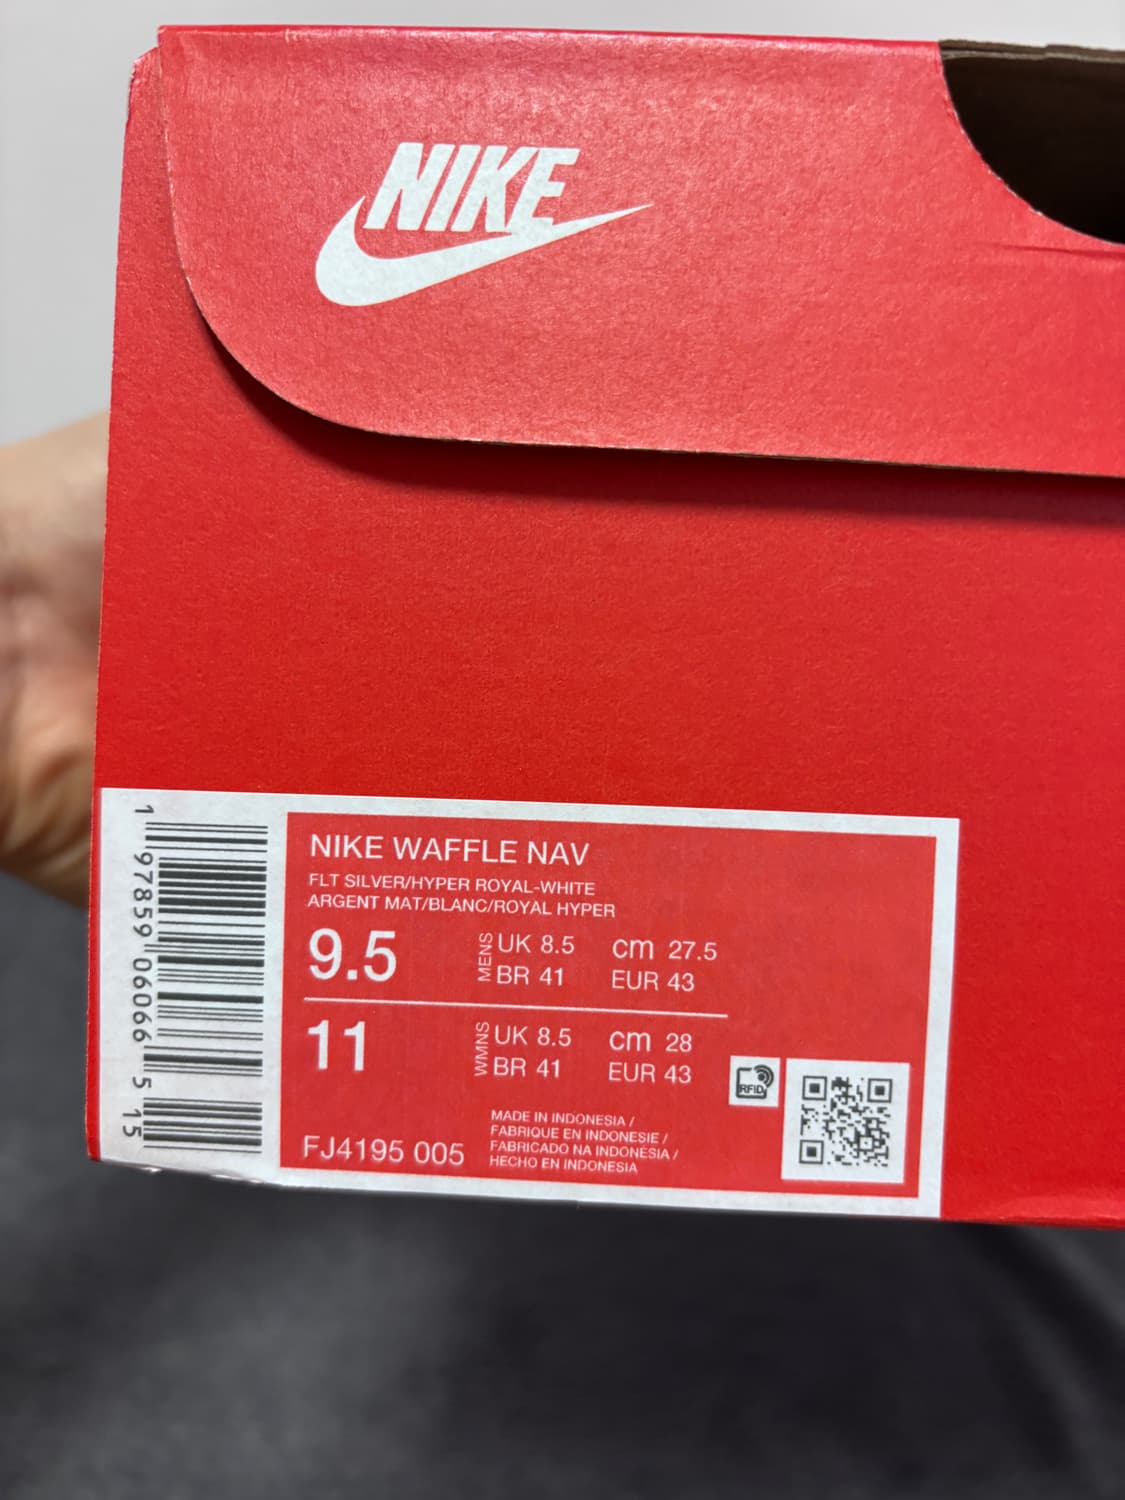 NIKE
NIKE WAFFLE NAV
FLT SILVER/HYPER ROYAL-WHITE
ARGENT MAT/BLANC/ROYAL HYPER
9.5 MENS UK 8.5 cm 27.5
BR 41 EUR 43
11 WMNS UK 8.5 cm 28
BR 41 EUR 43
RFID
MADE IN INDONESIA /
FABRIQUE EN INDONESIE /
FABRICADO NA INDONÉSIA /
HECHO EN INDONESIA
FJ4195 005
1 97859 06066 5 15